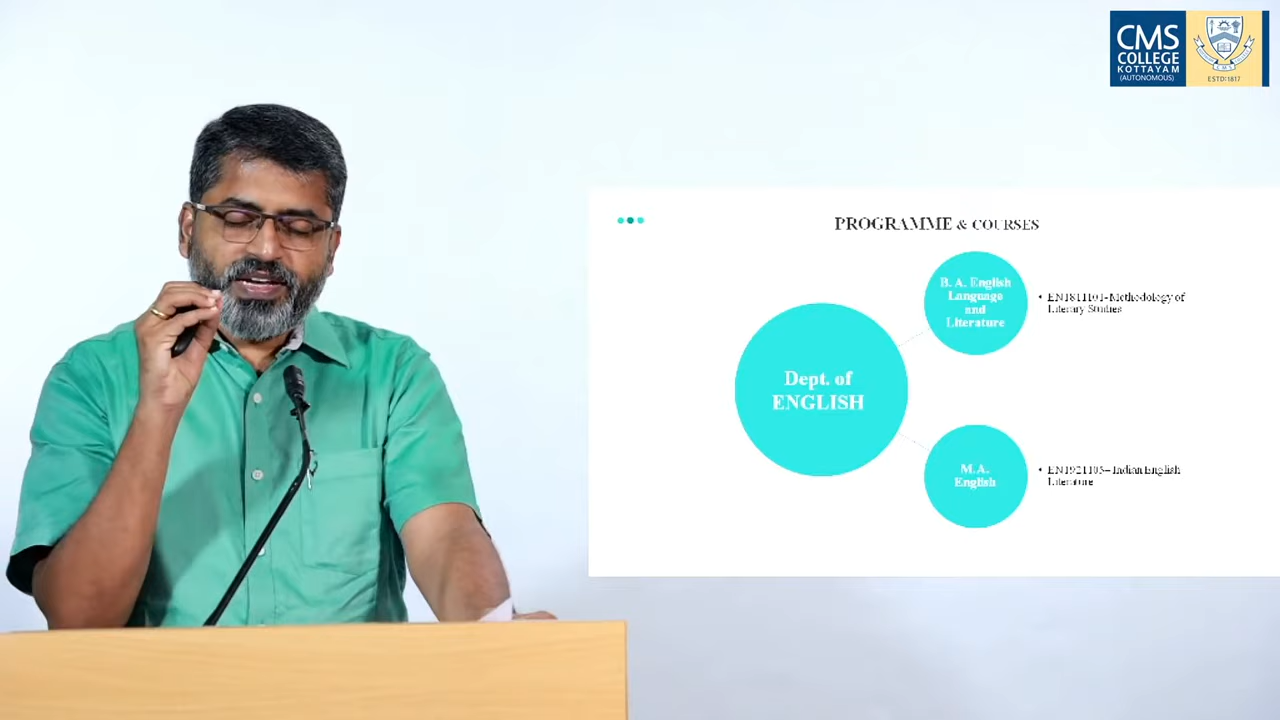 CMS
COLLEGE
KOTTAYAM
(AUTONOMOUS)
ESTD:1817
PROGRAMME & COURSES
B. A. English
Language
and
Literature
• EN1811101-Methodology of
Literary Studies
Dept. of
ENGLISH
M.A.
English
• EN1921105– Indian English
Literature